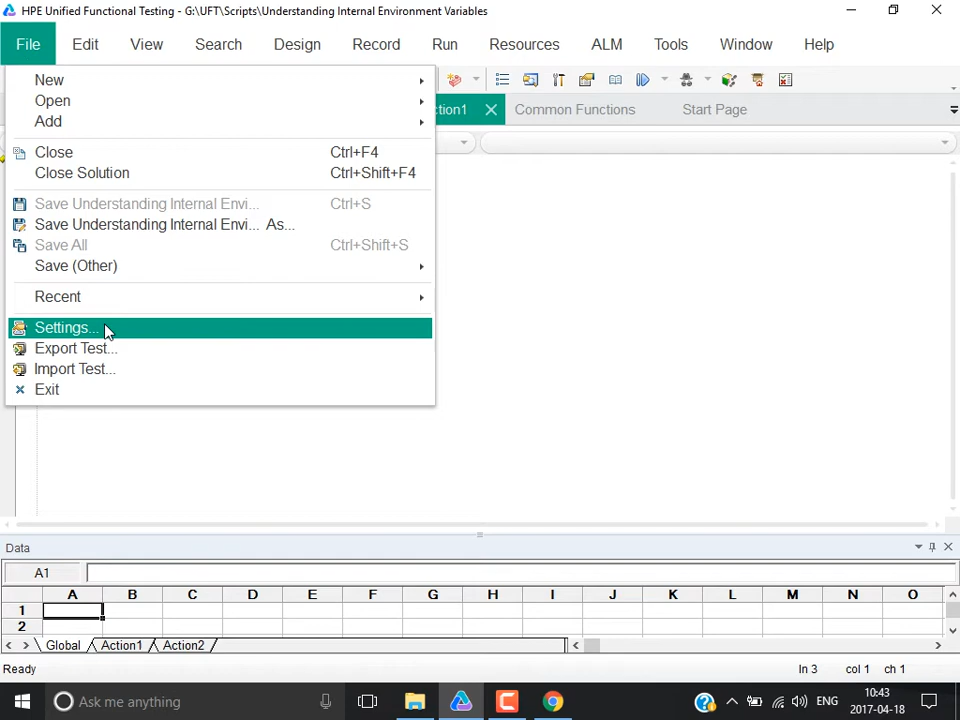 HPE Unified Functional Testing - G:\UFT\Scripts\Understanding Internal Environment Variables
File Edit View Search Design Record Run Resources ALM Tools Window Help
New
Open
Add
Close Ctrl+F4
Close Solution Ctrl+Shift+F4
Save Understanding Internal Envi... Ctrl+S
Save Understanding Internal Envi... As...
Save All Ctrl+Shift+S
Save (Other)
Recent
Settings...
Export Test...
Import Test...
Exit
tion1 Common Functions Start Page
Data
A1
A B C D E F G H I J K L M N O
1
2
Global Action1 Action2
Ready ln 3 col 1 ch 1
Ask me anything
ENG
10:43
2017-04-18